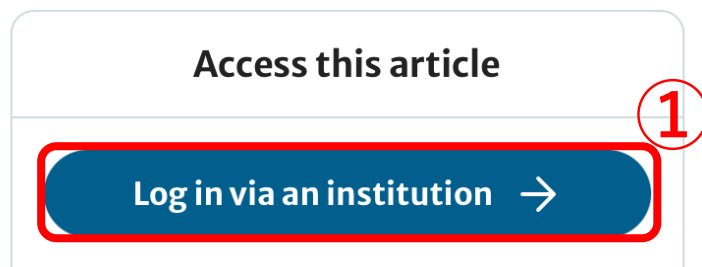 Access this article
①
Log in via an institution →